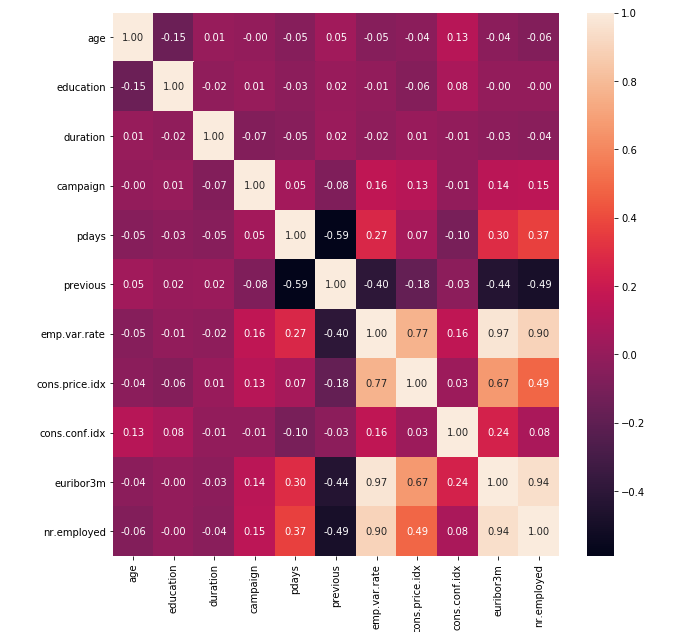 age 1.00 -0.15 0.01 -0.00 -0.05 0.05 -0.05 -0.04 0.13 -0.04 -0.06
education -0.15 1.00 -0.02 0.01 -0.03 0.02 -0.01 -0.06 0.08 -0.00 -0.00
duration 0.01 -0.02 1.00 -0.07 -0.05 0.02 -0.02 0.01 -0.01 -0.03 -0.04
campaign -0.00 0.01 -0.07 1.00 0.05 -0.08 0.16 0.13 -0.01 0.14 0.15
pdays -0.05 -0.03 -0.05 0.05 1.00 -0.59 0.27 0.07 -0.10 0.30 0.37
previous 0.05 0.02 0.02 -0.08 -0.59 1.00 -0.40 -0.18 -0.03 -0.44 -0.49
emp.var.rate -0.05 -0.01 -0.02 0.16 0.27 -0.40 1.00 0.77 0.16 0.97 0.90
cons.price.idx -0.04 -0.06 0.01 0.13 0.07 -0.18 0.77 1.00 0.03 0.67 0.49
cons.conf.idx 0.13 0.08 -0.01 -0.01 -0.10 -0.03 0.16 0.03 1.00 0.24 0.08
euribor3m -0.04 -0.00 -0.03 0.14 0.30 -0.44 0.97 0.67 0.24 1.00 0.94
nr.employed -0.06 -0.00 -0.04 0.15 0.37 -0.49 0.90 0.49 0.08 0.94 1.00
age
education
duration
campaign
pdays
previous
emp.var.rate
cons.price.idx
cons.conf.idx
euribor3m
nr.employed
1.0
0.8
0.6
0.4
0.2
0.0
−0.2
−0.4